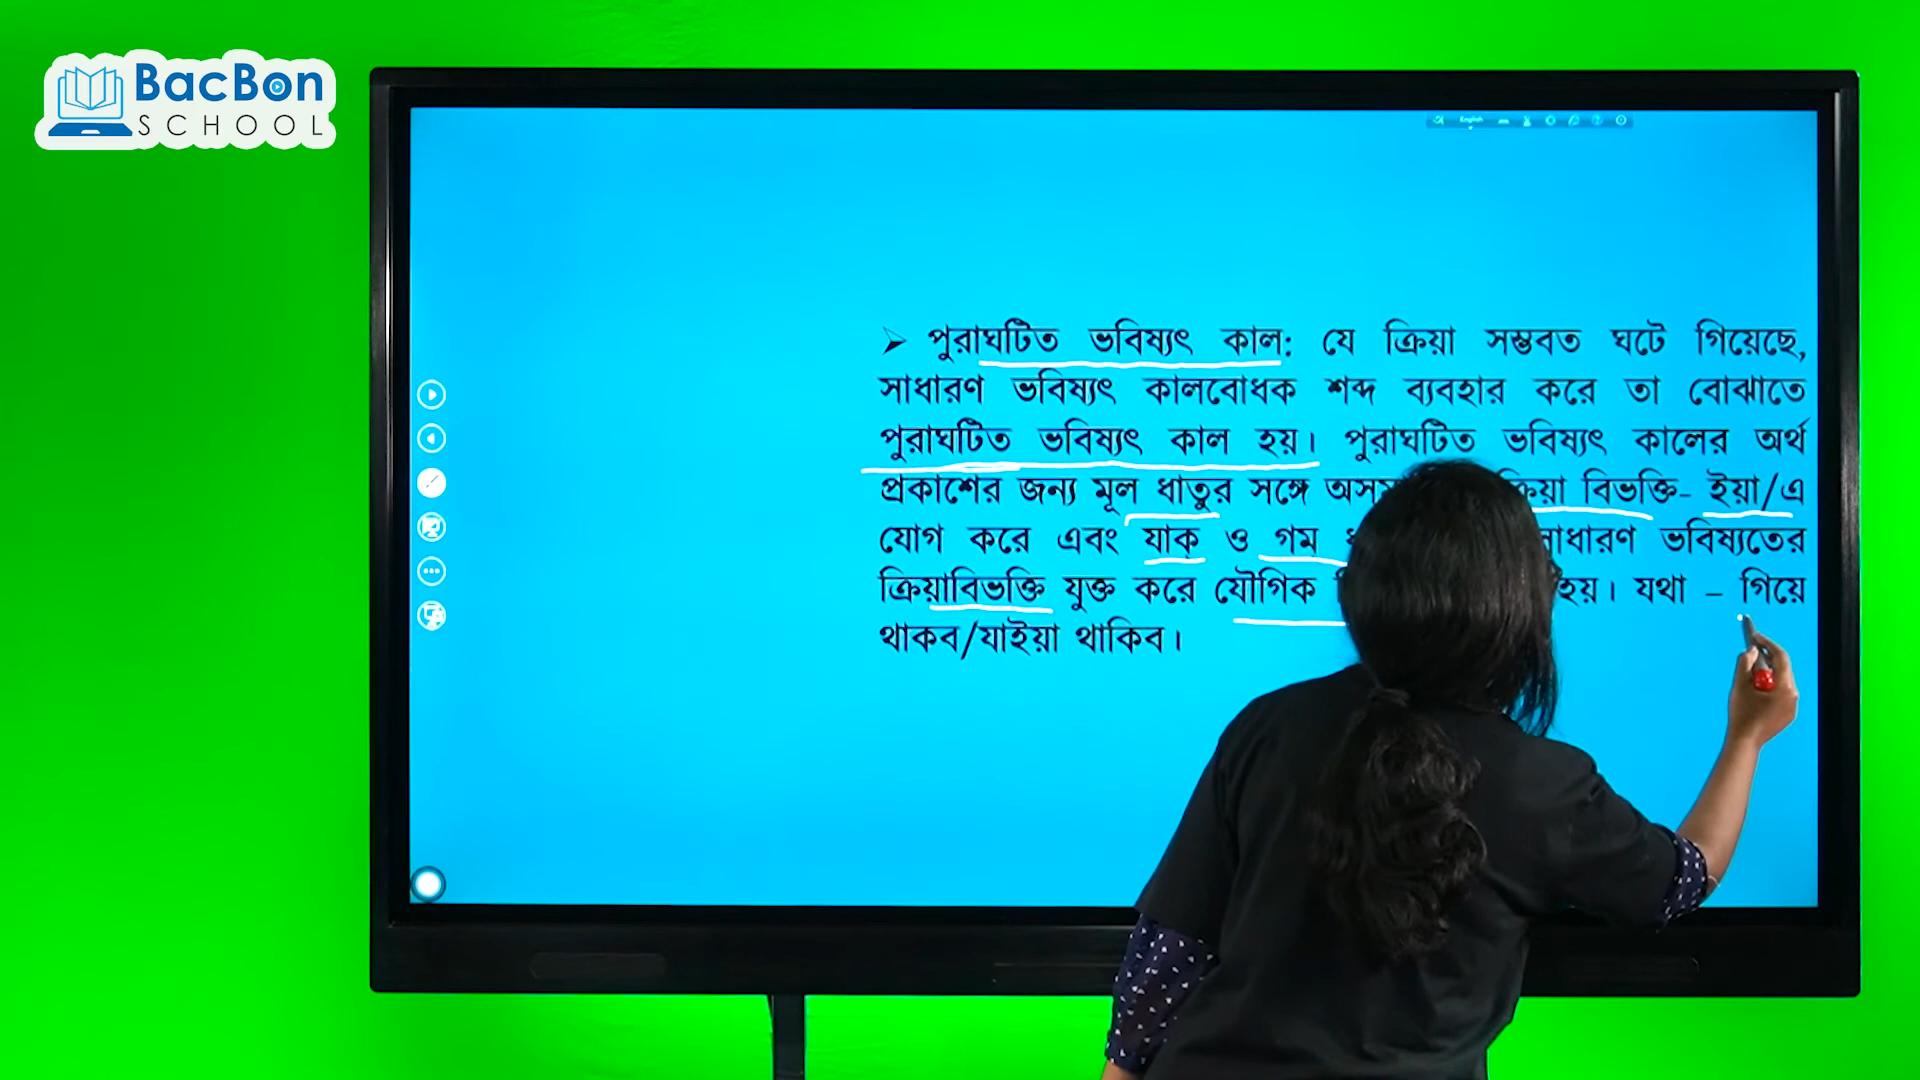 BacBon
SCHOOL
English
➢ পুরাঘটিত ভবিষ্যৎ কাল: যে ক্রিয়া সম্ভবত ঘটে গিয়েছে,
সাধারণ ভবিষ্যৎ কালবোধক শব্দ ব্যবহার করে তা বোঝাতে
পুরাঘটিত ভবিষ্যৎ কাল হয়। পুরাঘটিত ভবিষ্যৎ কালের অর্থ
প্রকাশের জন্য মূল ধাতুর সঙ্গে বিভক্তি- ইয়া/এ
যোগ করে এবং যাক্ ও গম সাধারণ ভবিষ্যতের
ক্রিয়াবিভক্তি যুক্ত করে যৌগিক হয়। যথা – গিয়ে
থাকব/যাইয়া থাকিব।